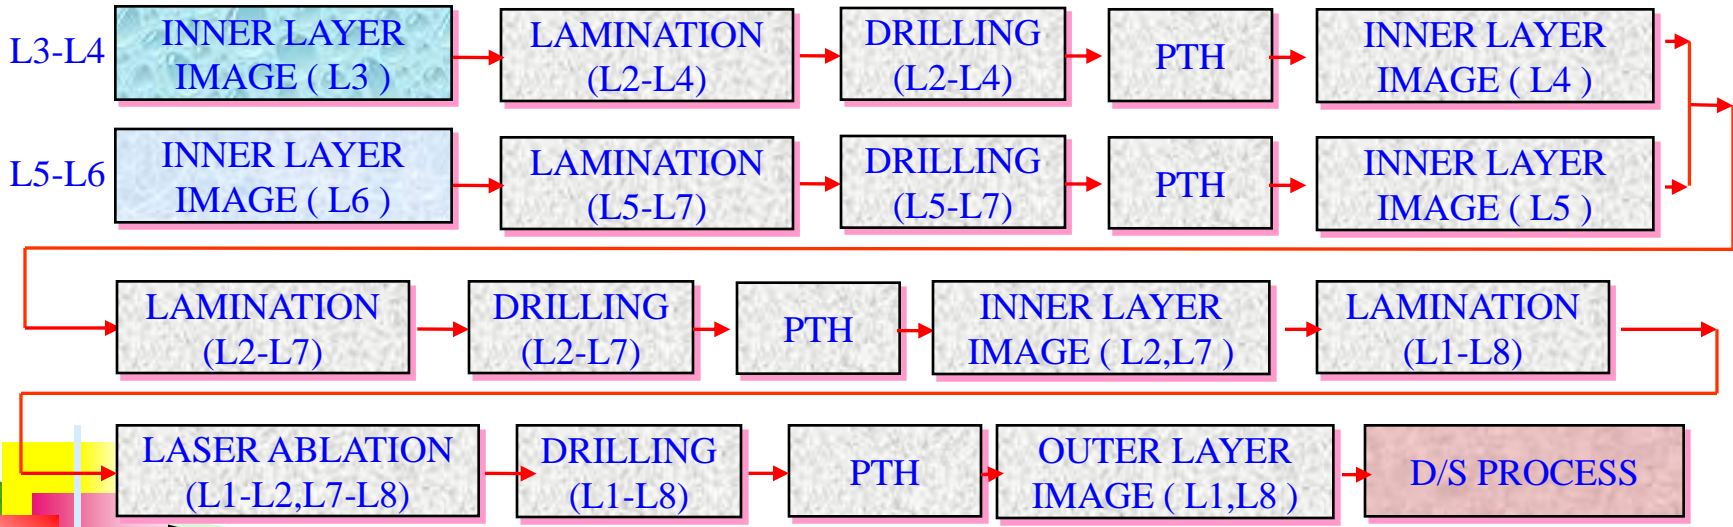 L3-L4
INNER LAYER
IMAGE ( L3 )
LAMINATION
(L2-L4)
DRILLING
(L2-L4)
PTH
INNER LAYER
IMAGE ( L4 )
L5-L6
INNER LAYER
IMAGE ( L6 )
LAMINATION
(L5-L7)
DRILLING
(L5-L7)
PTH
INNER LAYER
IMAGE ( L5 )
LAMINATION
(L2-L7)
DRILLING
(L2-L7)
PTH
INNER LAYER
IMAGE ( L2,L7 )
LAMINATION
(L1-L8)
LASER ABLATION
(L1-L2,L7-L8)
DRILLING
(L1-L8)
PTH
OUTER LAYER
IMAGE ( L1,L8 )
D/S PROCESS